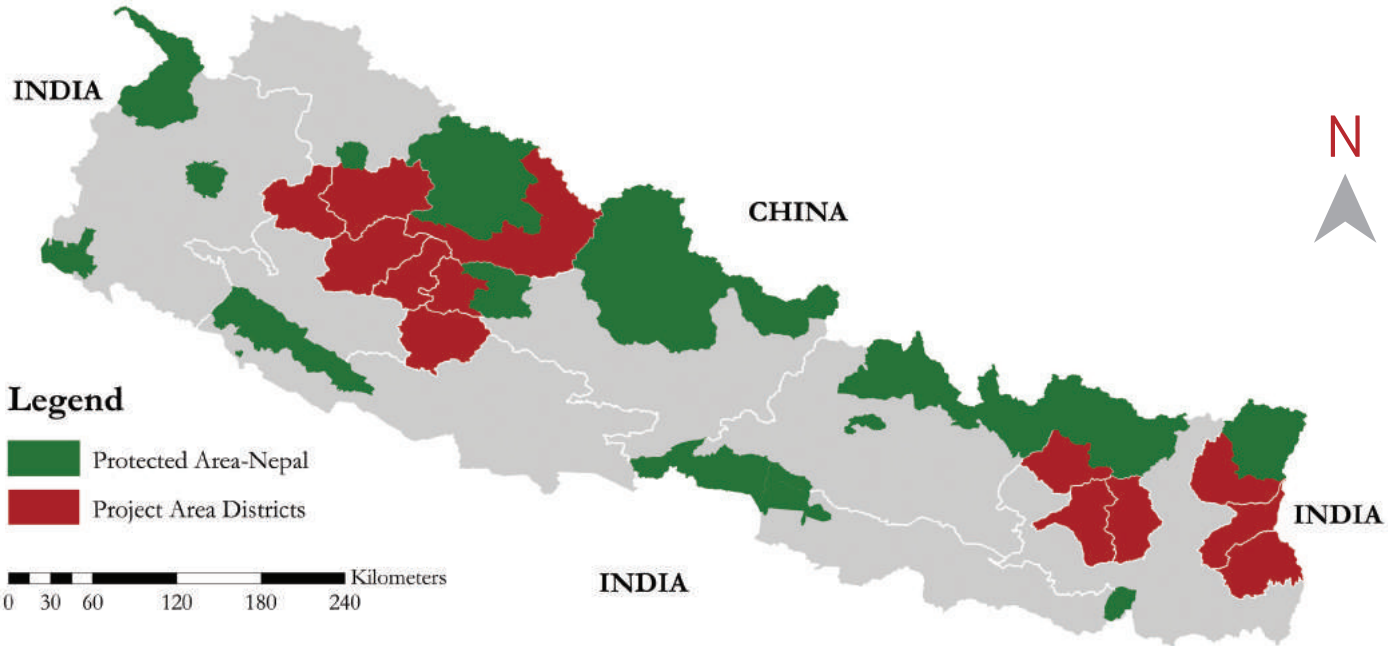 INDIA
N
CHINA
Legend
Protected Area-Nepal
Project Area Districts
INDIA
INDIA
Kilometers
0 30 60 120 180 240